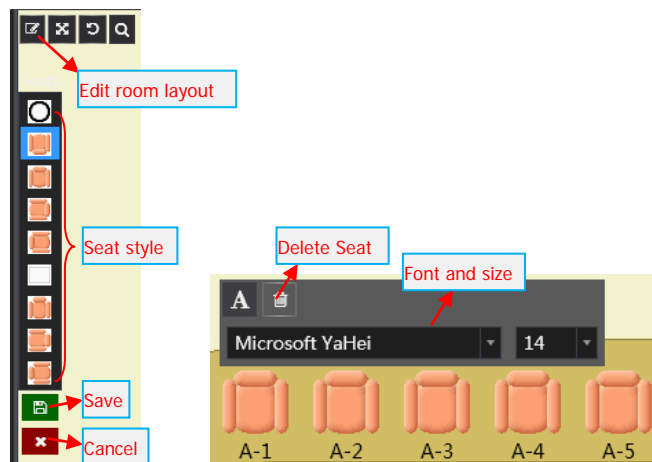 Edit room layout
Seat style
Delete Seat
Font and size
A
Microsoft YaHei
14
Save
Cancel
A-1
A-2
A-3
A-4
A-5